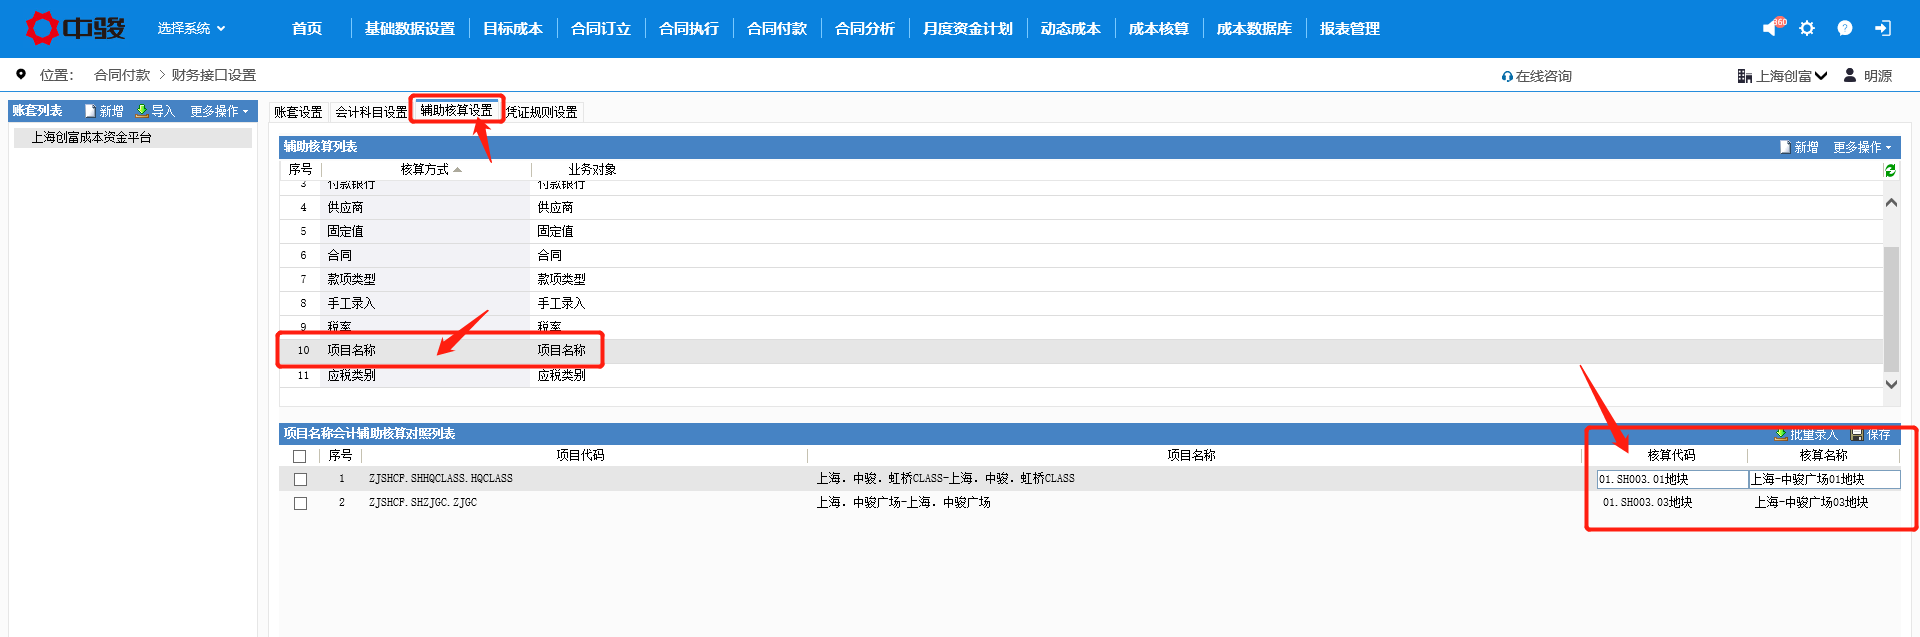 中骏 选择系统 首页 基础数据设置 目标成本 合同订立 合同执行 合同付款 合同分析 月度资金计划 动态成本 成本核算 成本数据库 报表管理 360
位置： 合同付款 > 财务接口设置 在线咨询 上海创富 明源
账套列表 新增 导入 更多操作
上海创富成本资金平台
账套设置 会计科目设置 辅助核算设置 凭证规则设置
辅助核算列表 新增 更多操作
序号 核算方式 业务对象
3 付款银行 付款银行
4 供应商 供应商
5 固定值 固定值
6 合同 合同
7 款项类型 款项类型
8 手工录入 手工录入
9 税率 税率
10 项目名称 项目名称
11 应税类别 应税类别
项目名称会计辅助核算对照列表 批量录入 保存
序号 项目代码 项目名称 核算代码 核算名称
1 ZJSHCF.SHHQCLASS.HQCLASS 上海．中骏．虹桥CLASS-上海．中骏．虹桥CLASS 01.SH003.01地块 上海-中骏广场01地块
2 ZJSHCF.SHZJGC.ZJGC 上海．中骏广场-上海．中骏广场 01.SH003.03地块 上海-中骏广场03地块